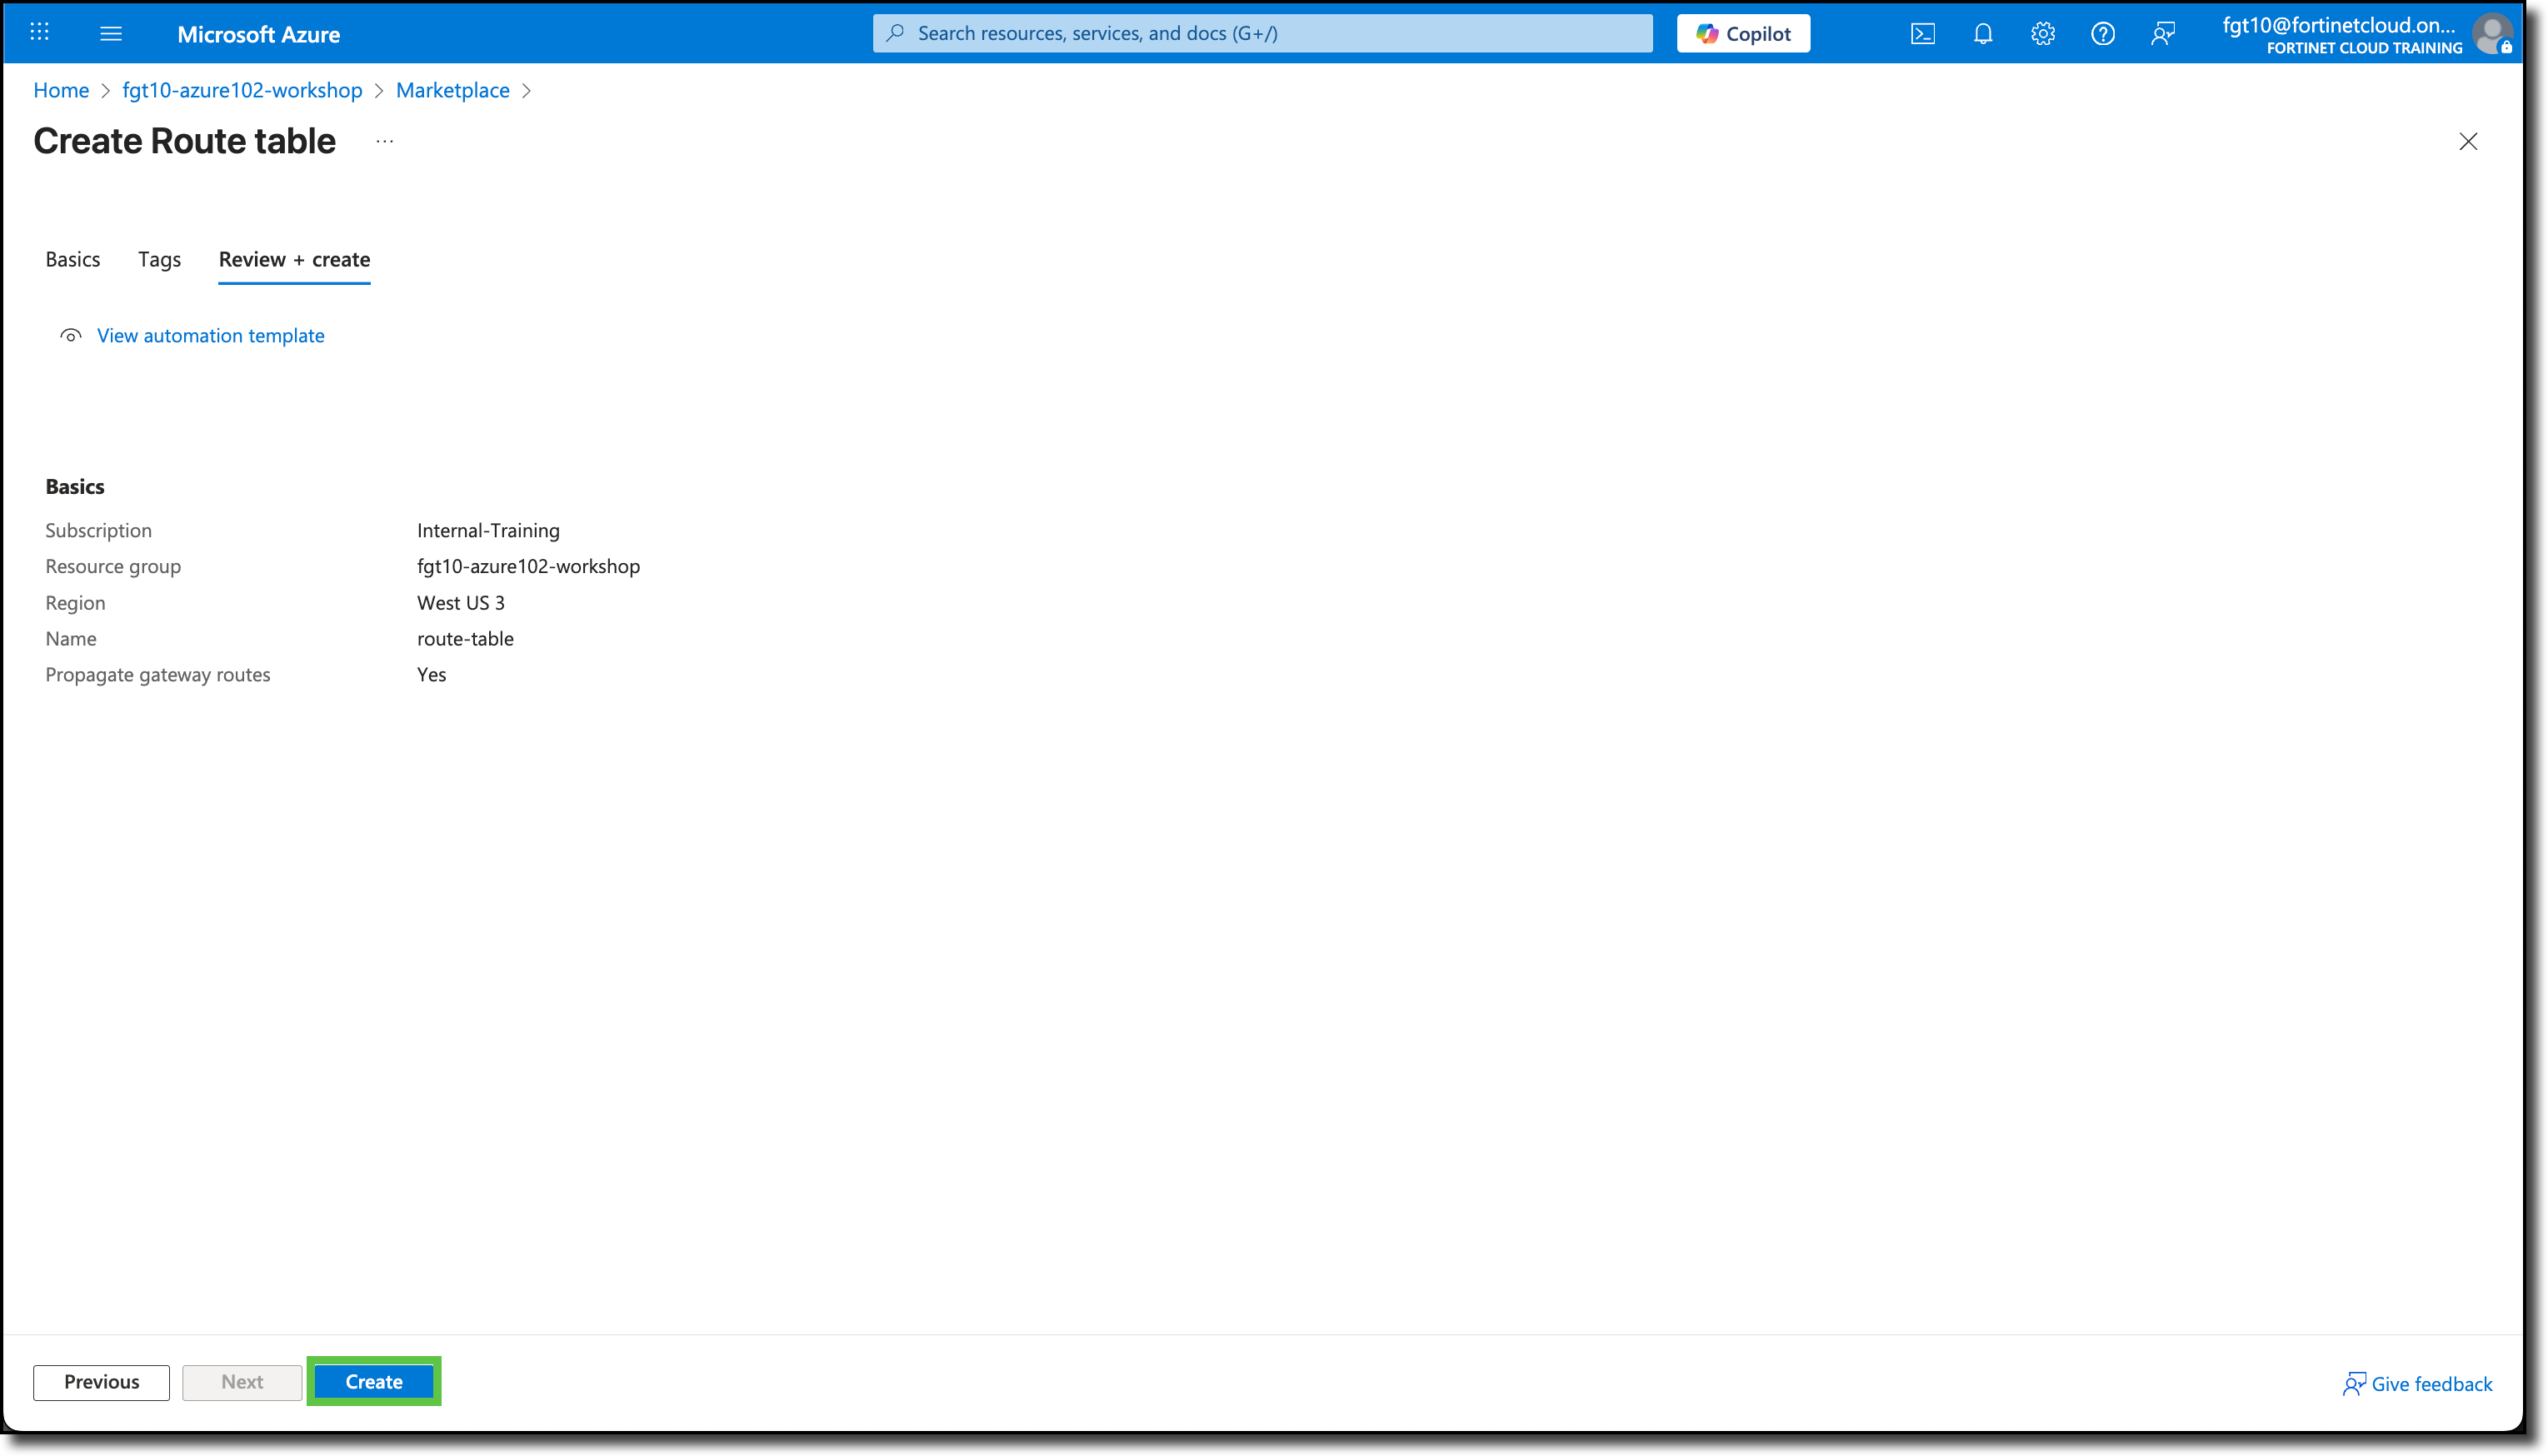 Microsoft Azure
Search resources, services, and docs (G+/)
Copilot
fgt10@fortinetcloud.on...
FORTINET CLOUD TRAINING
Home > fgt10-azure102-workshop > Marketplace >
Create Route table ...
Basics Tags Review + create
View automation template
Basics
Subscription Internal-Training
Resource group fgt10-azure102-workshop
Region West US 3
Name route-table
Propagate gateway routes Yes
Previous Next Create
Give feedback